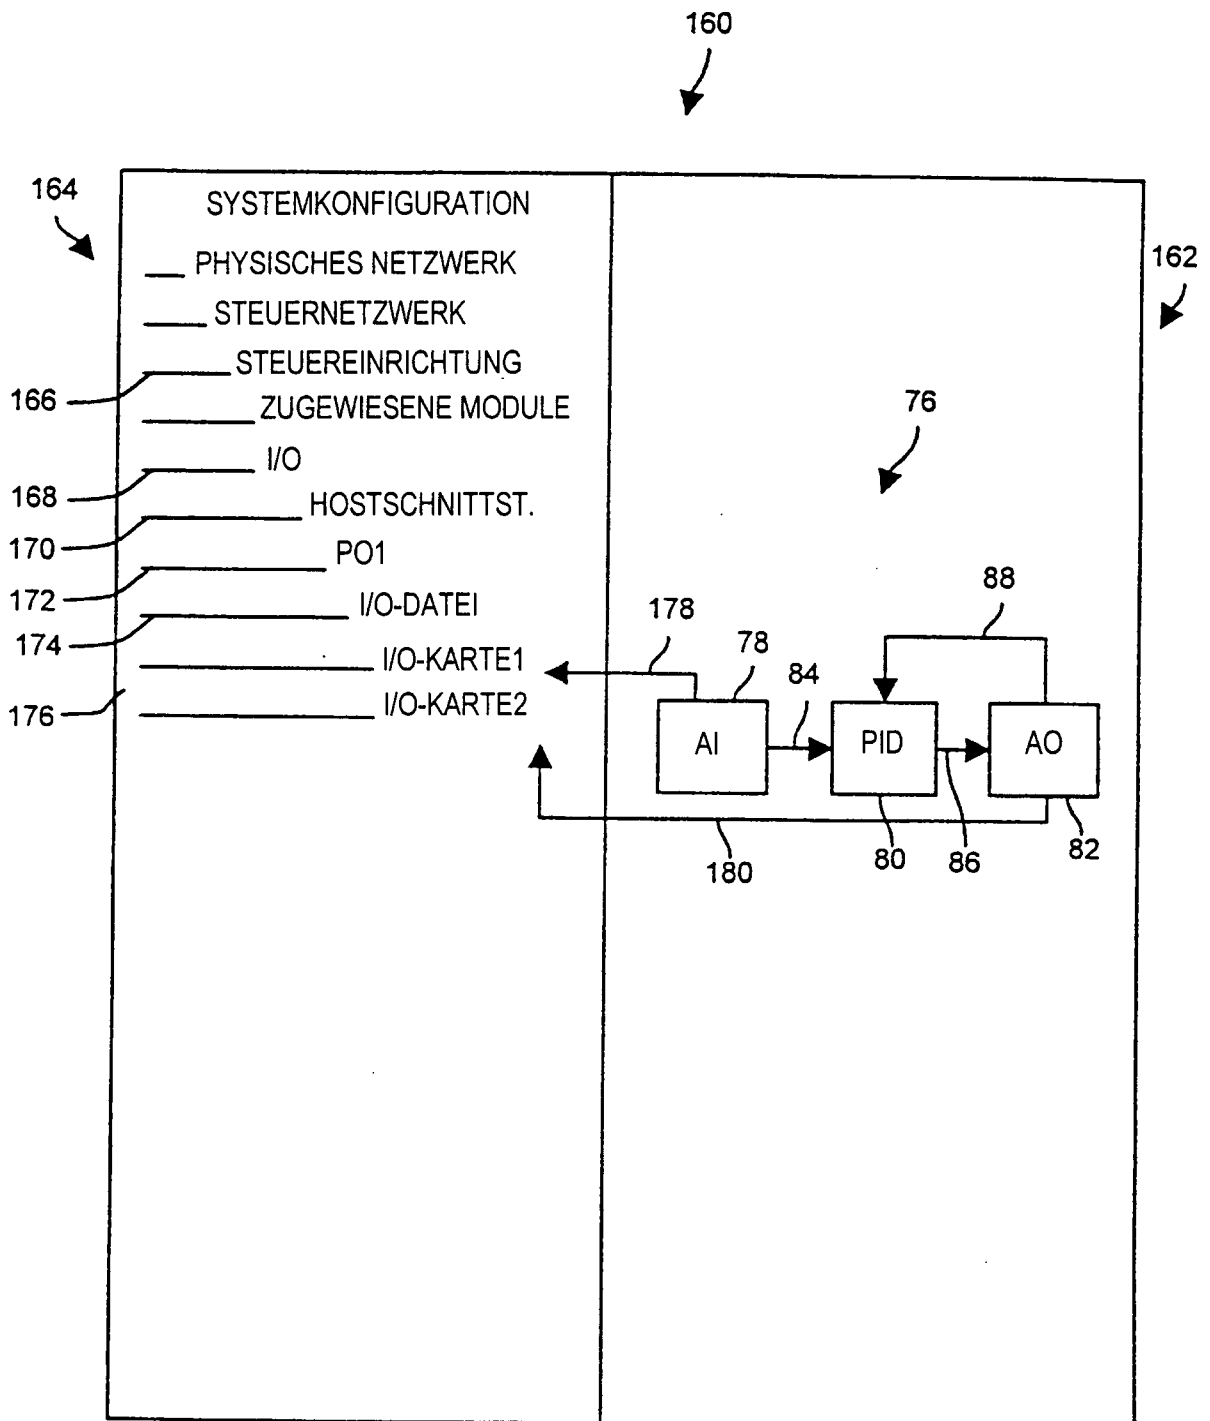 160
164
SYSTEMKONFIGURATION
162
PHYSISCHES NETZWERK
STEUERNETZWERK
STEUEREINRICHTUNG
166
ZUGEWIESENE MODULE
76
I/O
168
HOSTSCHNITTST.
170
PO1
172
88
I/O-DATEI
174
178
I/O-KARTE1
78
84
I/O-KARTE2
176
AI
PID
AO
180
80
86
82